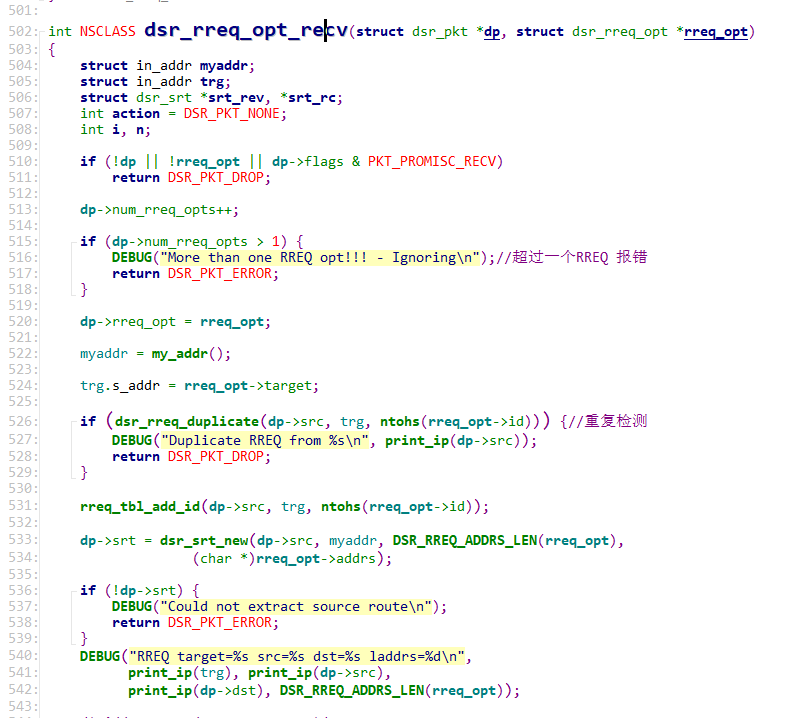 501:
502: int NSCLASS dsr_rreq_opt_recv(struct dsr_pkt *dp, struct dsr_rreq_opt *rreq_opt)
503: {
504:     struct in_addr myaddr;
505:     struct in_addr trg;
506:     struct dsr_srt *srt_rev, *srt_rc;
507:     int action = DSR_PKT_NONE;
508:     int i, n;
509:
510:     if (!dp || !rreq_opt || dp->flags & PKT_PROMISC_RECV)
511:         return DSR_PKT_DROP;
512:
513:     dp->num_rreq_opts++;
514:
515:     if (dp->num_rreq_opts > 1) {
516:         DEBUG("More than one RREQ opt!!! - Ignoring\n");//超过一个RREQ 报错
517:         return DSR_PKT_ERROR;
518:     }
519:
520:     dp->rreq_opt = rreq_opt;
521:
522:     myaddr = my_addr();
523:
524:     trg.s_addr = rreq_opt->target;
525:
526:     if (dsr_rreq_duplicate(dp->src, trg, ntohs(rreq_opt->id))) {//重复检测
527:         DEBUG("Duplicate RREQ from %s\n", print_ip(dp->src));
528:         return DSR_PKT_DROP;
529:     }
530:
531:     rreq_tbl_add_id(dp->src, trg, ntohs(rreq_opt->id));
532:
533:     dp->srt = dsr_srt_new(dp->src, myaddr, DSR_RREQ_ADDRS_LEN(rreq_opt),
534:                   (char *)rreq_opt->addrs);
535:
536:     if (!dp->srt) {
537:         DEBUG("Could not extract source route\n");
538:         return DSR_PKT_ERROR;
539:     }
540:     DEBUG("RREQ target=%s src=%s dst=%s laddrs=%d\n",
541:           print_ip(trg), print_ip(dp->src),
542:           print_ip(dp->dst), DSR_RREQ_ADDRS_LEN(rreq_opt));
543: